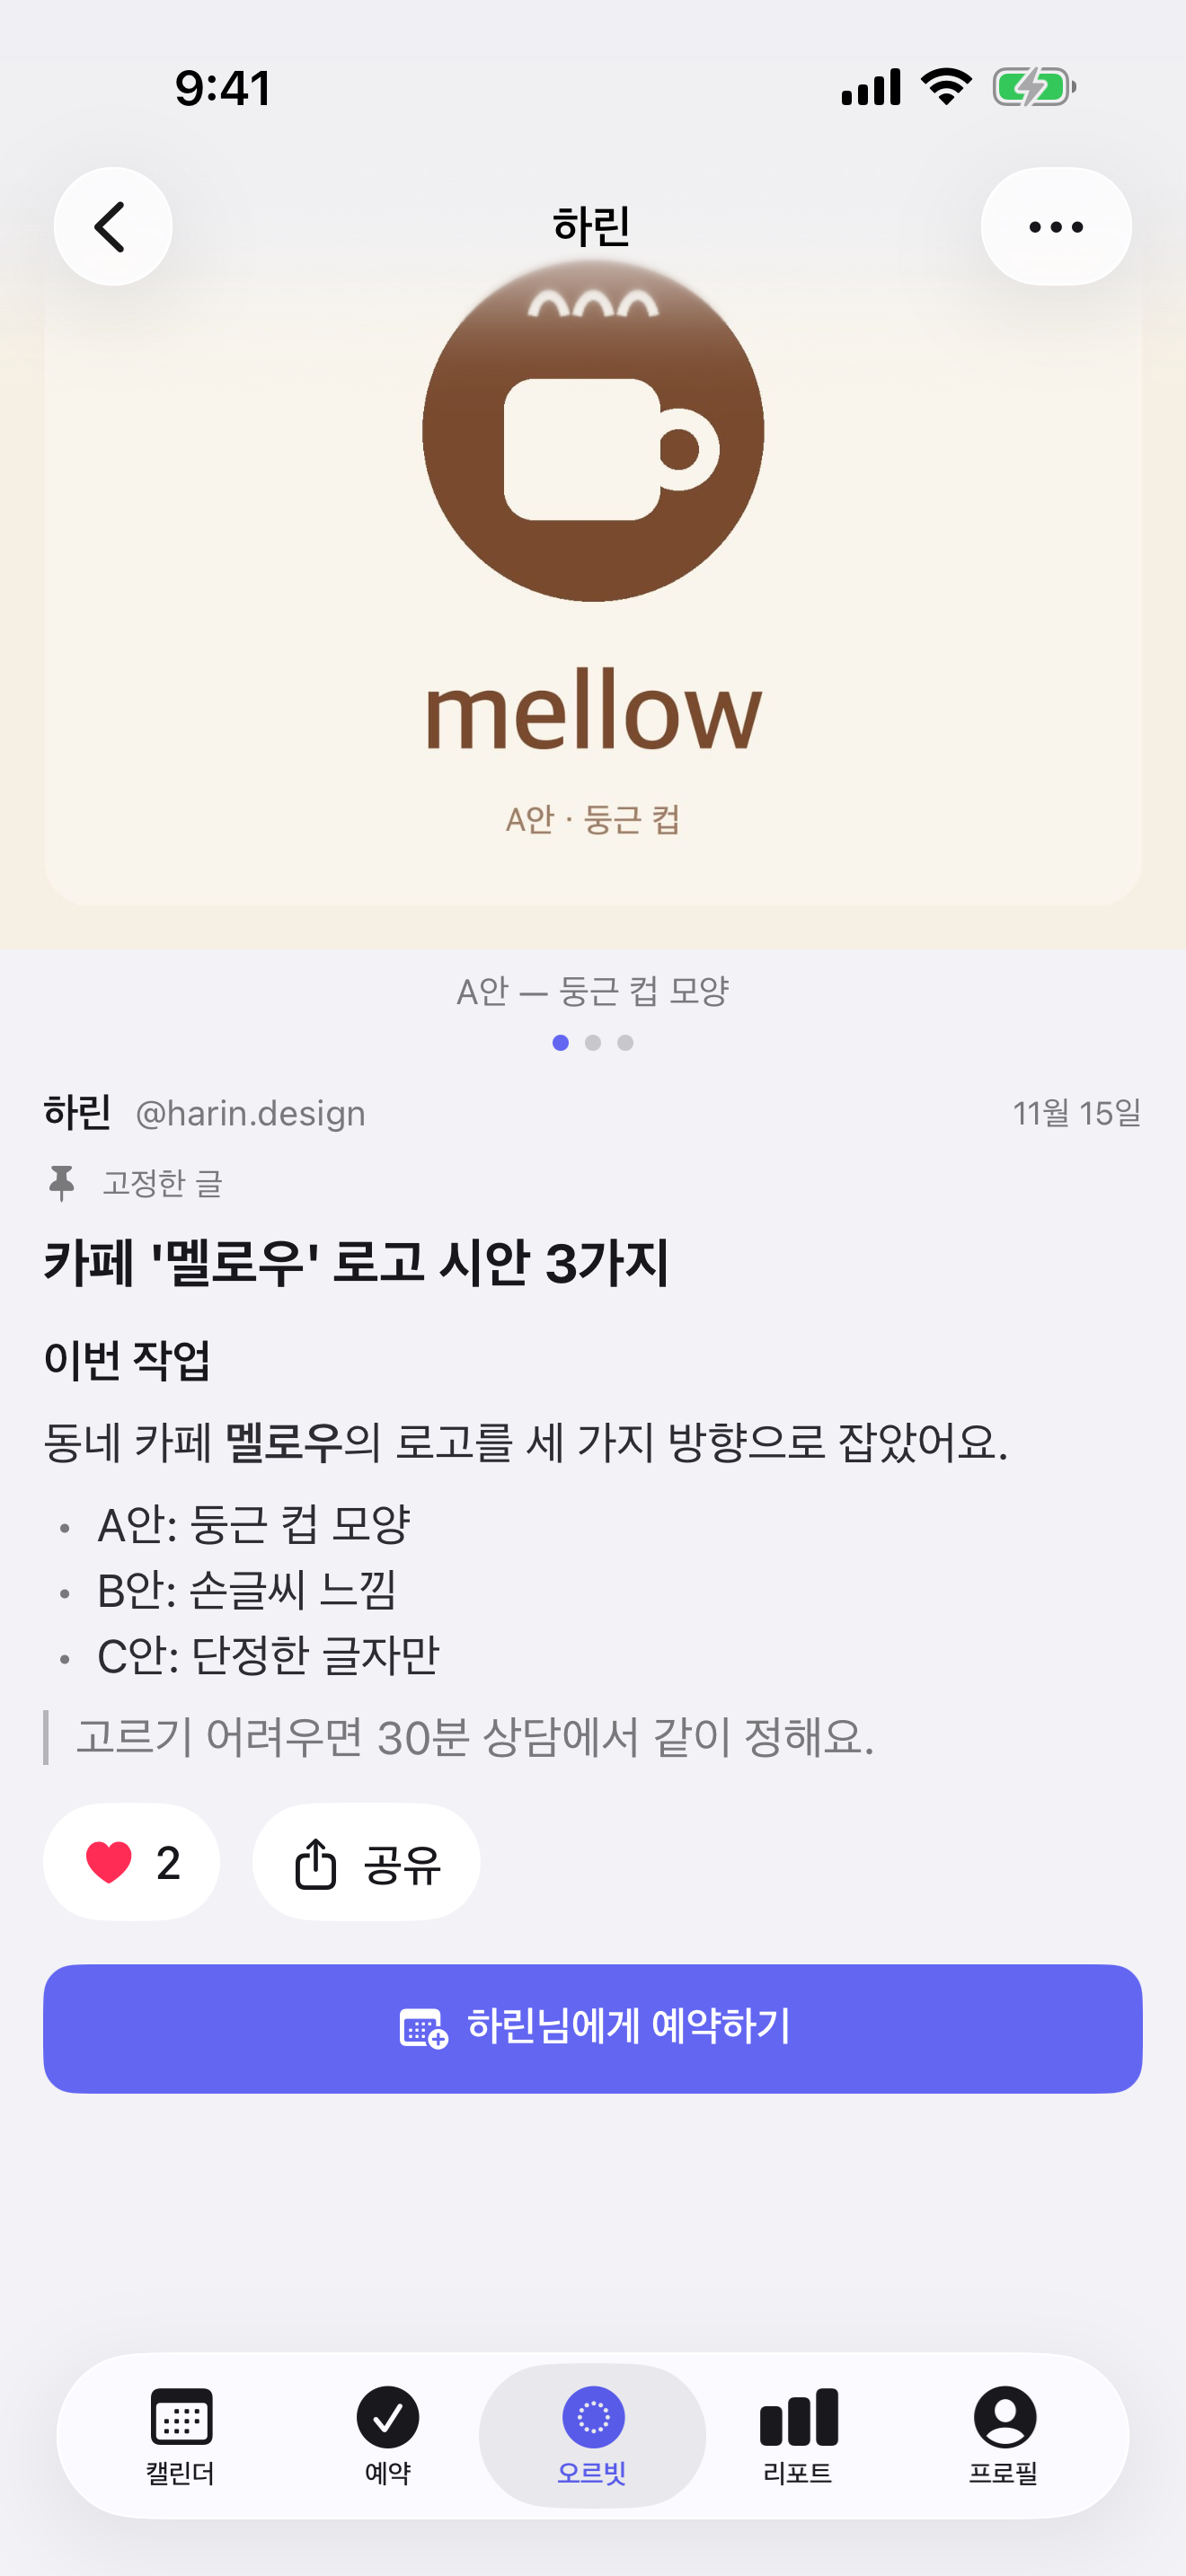 9:41
하린
mellow
A안 · 둥근 컵
A안 — 둥근 컵 모양
하린 @harin.design 11월 15일
고정한 글
카페 '멜로우' 로고 시안 3가지
이번 작업
동네 카페 멜로우의 로고를 세 가지 방향으로 잡았어요.
• A안: 둥근 컵 모양
• B안: 손글씨 느낌
• C안: 단정한 글자만
고르기 어려우면 30분 상담에서 같이 정해요.
2 공유
하린님에게 예약하기
캘린더 예약 오르빗 리포트 프로필